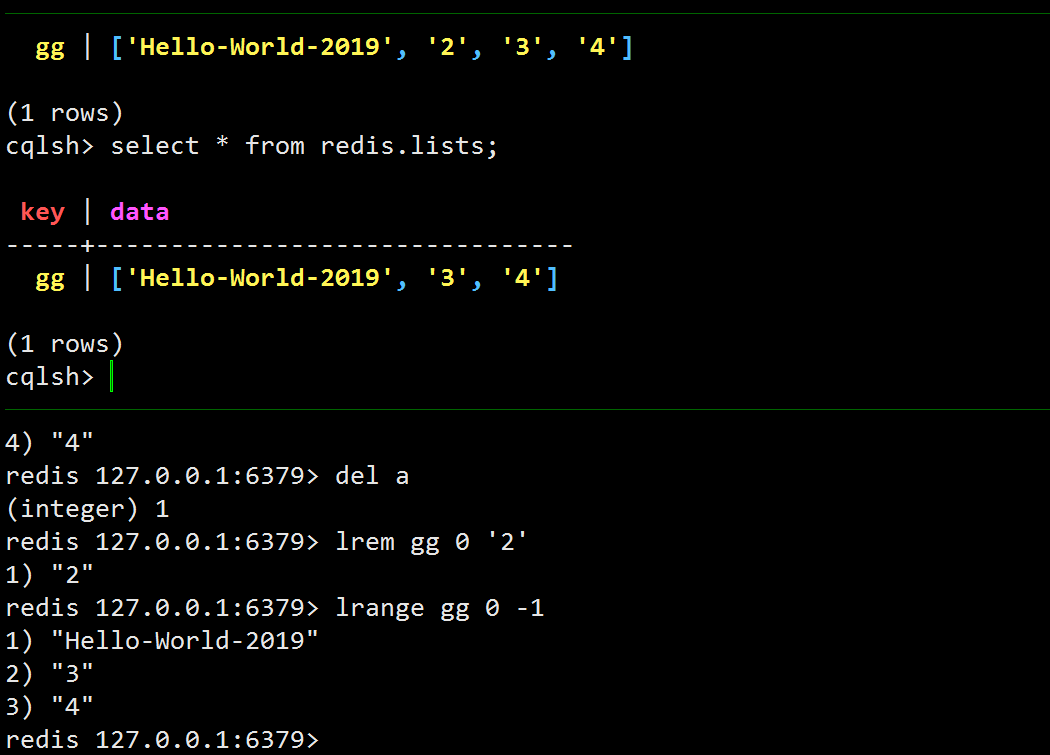 gg | ['Hello-World-2019', '2', '3', '4']
(1 rows)
cqlsh> select * from redis.lists;
key | data
-----+--------------------------------
gg | ['Hello-World-2019', '3', '4']
(1 rows)
cqlsh>
4) "4"
redis 127.0.0.1:6379> del a
(integer) 1
redis 127.0.0.1:6379> lrem gg 0 '2'
1) "2"
redis 127.0.0.1:6379> lrange gg 0 -1
1) "Hello-World-2019"
2) "3"
3) "4"
redis 127.0.0.1:6379>